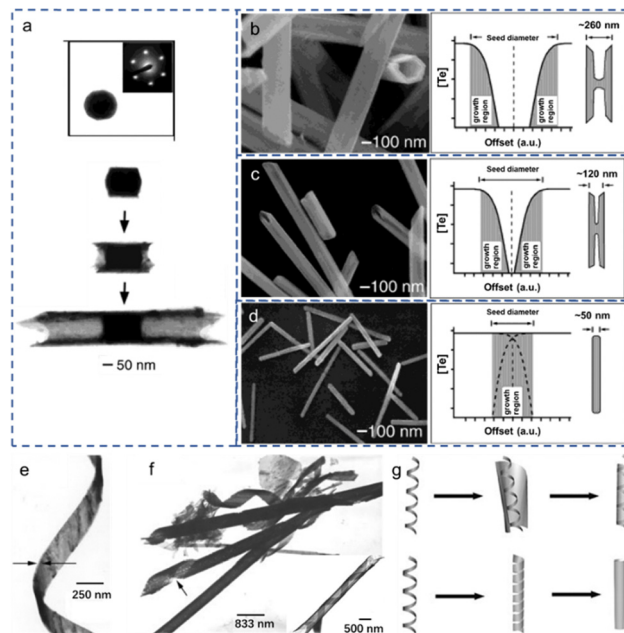 a
– 50 nm
b
–100 nm
[Te]
Seed diameter
growth
region
Offset (a.u.)
~260 nm
c
–100 nm
[Te]
Seed diameter
growth
region
growth
region
Offset (a.u.)
~120 nm
d
–100 nm
[Te]
Seed diameter
growth
region
Offset (a.u.)
~50 nm
e
250 nm
f
833 nm
500 nm
g